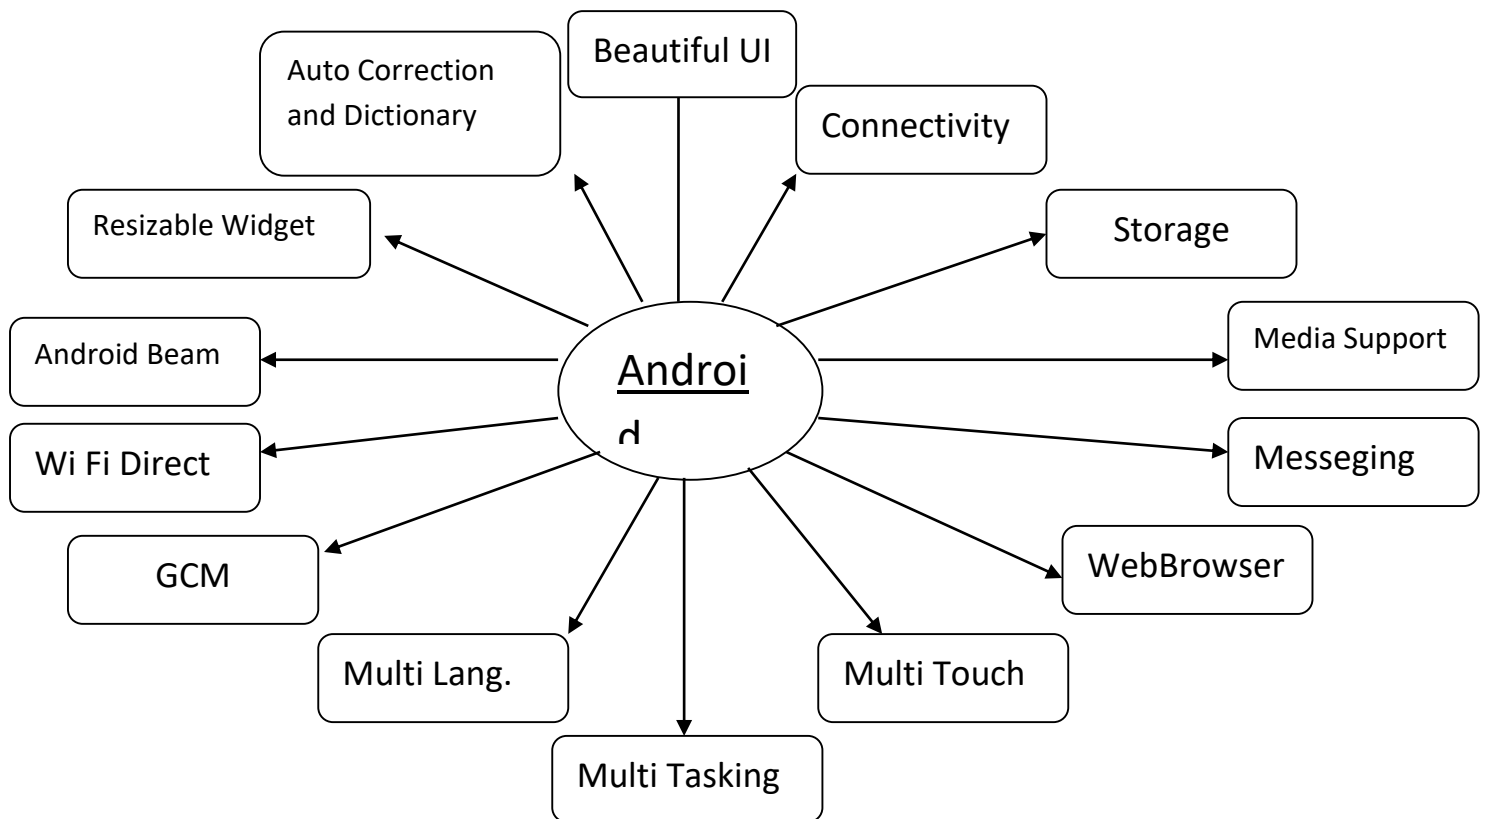 Beautiful UI
Auto Correction
and Dictionary
Connectivity
Resizable Widget
Storage
Android Beam
Androi
d
Media Support
Wi Fi Direct
Messeging
GCM
WebBrowser
Multi Lang.
Multi Touch
Multi Tasking